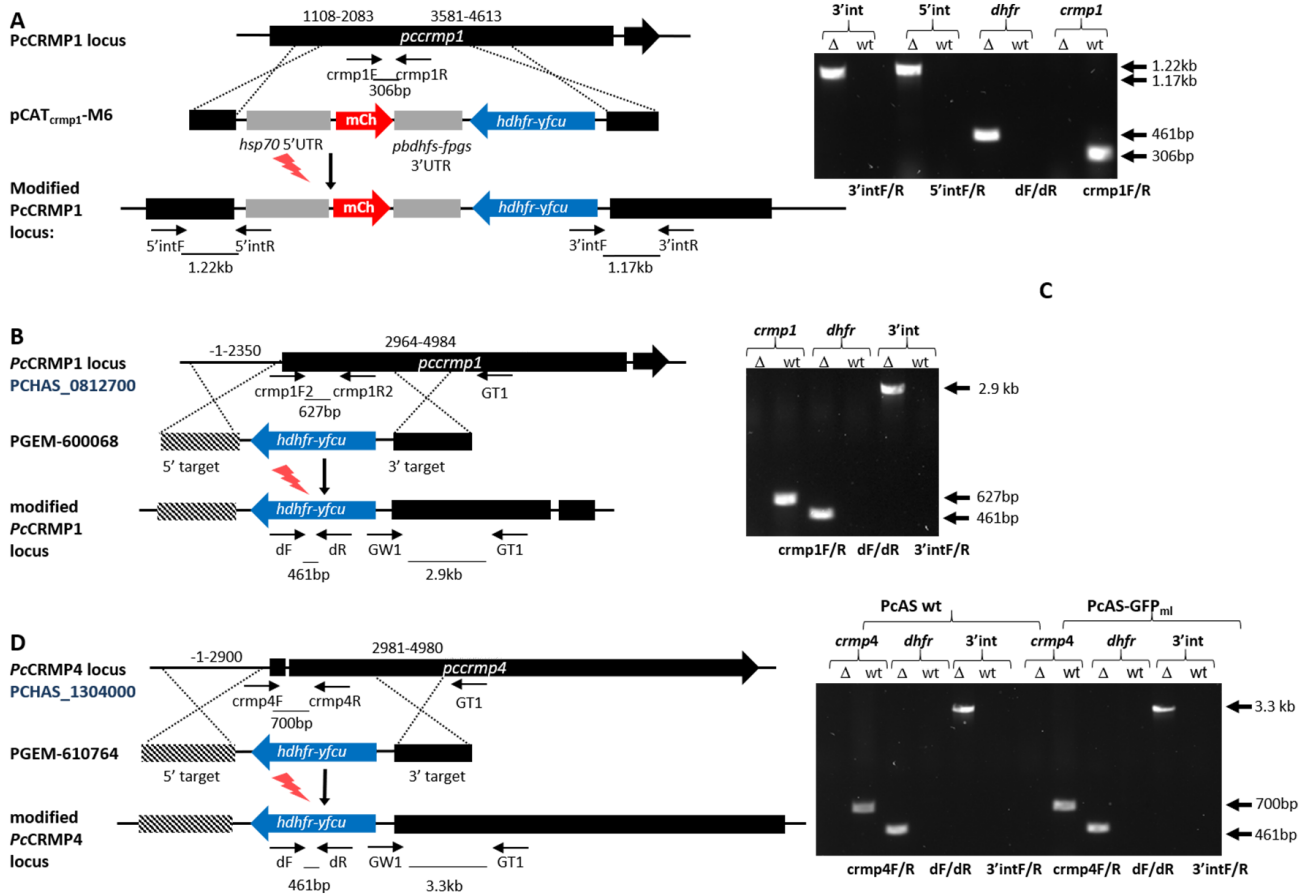 A
1108-2083 3581-4613
PcCRMP1 locus
pccrmp1
crmp1F crmp1R
306bp
pCATcrmp1-M6
mCh
hdhfr-yfcu
hsp70 5'UTR
pbdhfs-fpgs
3'UTR
Modified
PcCRMP1
locus:
mCh
hdhfr-yfcu
5'intF 5'intR
3'intF 3'intR
1.22kb
1.17kb
3'int 5'int dhfr crmp1
Δ wt Δ wt Δ wt Δ wt
1.22kb
1.17kb
461bp
306bp
3'intF/R 5'intF/R dF/dR crmp1F/R
C
B
-1-2350
2964-4984
PcCRMP1 locus
PCHAS_0812700
pccrmp1
crmp1F2 crmp1R2
GT1
627bp
PGEM-600068
hdhfr-yfcu
5' target
3' target
modified
PcCRMP1
locus
hdhfr-yfcu
dF dR GW1 GT1
461bp
2.9kb
crmp1 dhfr 3'int
Δ wt Δ wt Δ wt
2.9 kb
627bp
461bp
crmp1F/R dF/dR 3'intF/R
D
-1-2900
2981-4980
PcCRMP4 locus
PCHAS_1304000
pccrmp4
crmp4F crmp4R
GT1
700bp
PGEM-610764
hdhfr-yfcu
5' target
3' target
modified
PcCRMP4
locus
hdhfr-yfcu
dF dR GW1 GT1
461bp
3.3kb
PcAS wt PcAS-GFPml
crmp4 dhfr 3'int crmp4 dhfr 3'int
Δ wt Δ wt Δ wt Δ wt Δ wt Δ wt
3.3 kb
700bp
461bp
crmp4F/R dF/dR 3'intF/R crmp4F/R dF/dR 3'intF/R